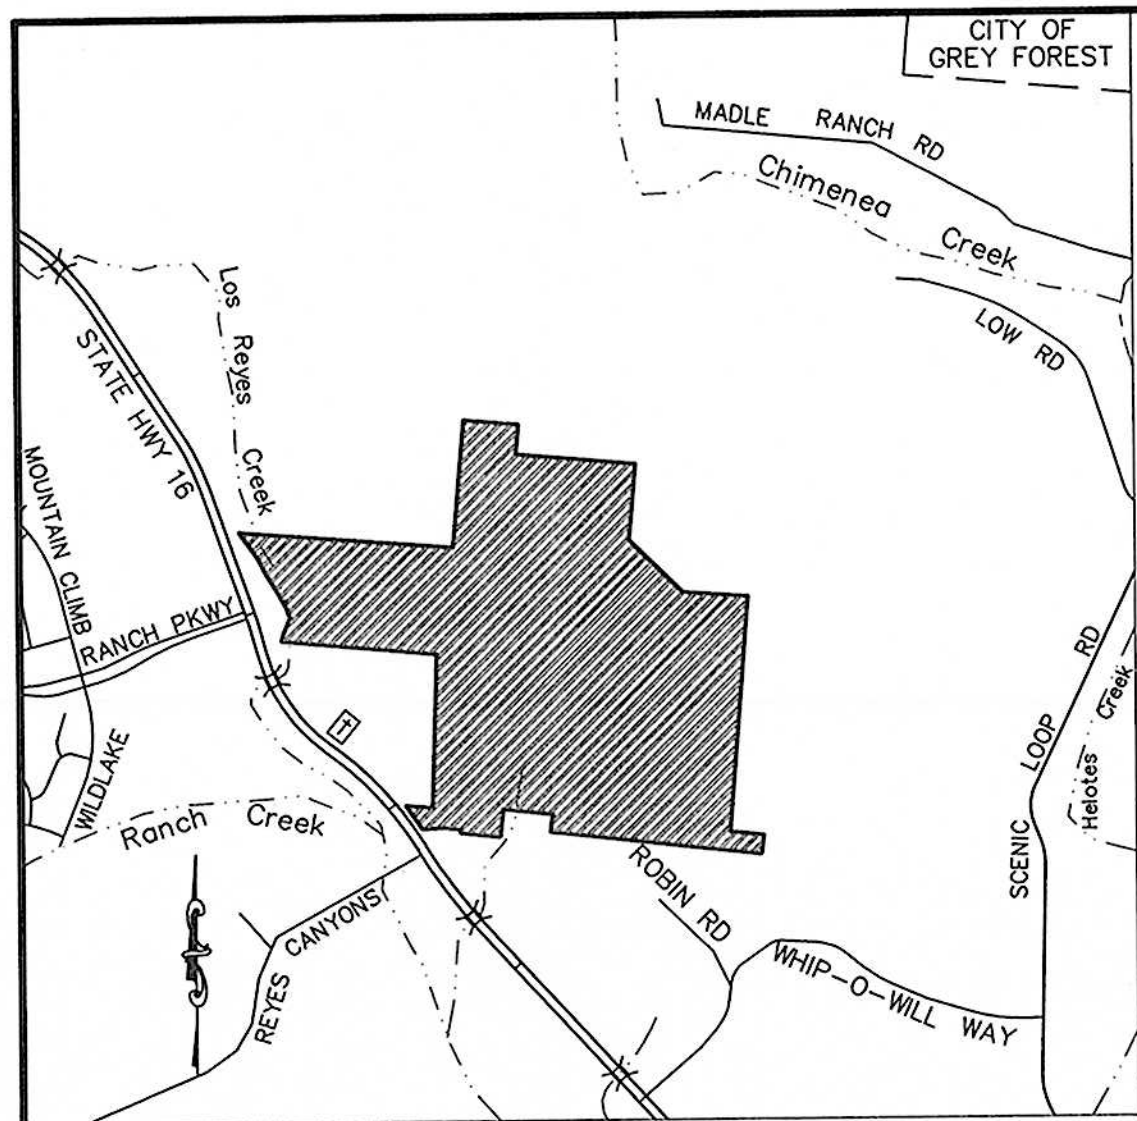 CITY OF
GREY FOREST
MADLE RANCH RD
Chimenea Creek
LOW RD
Los Reyes Creek
STATE HWY 16
MOUNTAIN CLIMB
RANCH PKWY
WILDLAKE
Ranch Creek
REYES CANYONS
ROBIN RD
WHIP-O-WILL WAY
SCENIC LOOP RD
Helotes Creek